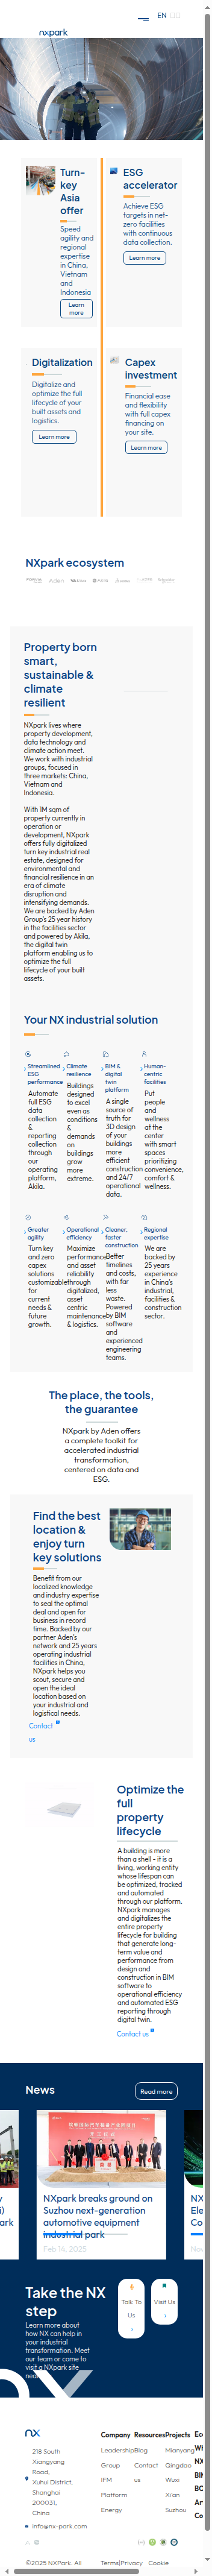 EN
nxpark
Turn-
key
Asia
offer
Speed
agility and
regional
expertise
in China,
Vietnam
and
Indonesia
Learn
more
ESG
accelerator
Achieve ESG
targets in net-
zero facilities
with continuous
data collection.
Learn more
Digitalization
Digitalize and
optimize the full
lifecycle of your
built assets and
logistics.
Learn more
Capex
investment
Financial ease
and flexibility
with full capex
financing on
your site.
Learn more
NXpark ecosystem
Property born
smart,
sustainable &
climate
resilient
NXpark lives where
property development,
data technology and
climate action meet.
We work with industrial
groups, focused in
three markets: China,
Vietnam and
Indonesia.
With 1M sqm of
property currently in
operation or
development, NXpark
offers fully digitalized
turn key industrial real
estate, designed for
environmental and
financial resilience in an
era of climate
disruption and
intensifying demands.
We are backed by Aden
Group's 25 year history
in the facilities sector
and powered by Akila,
the digital twin
platform enabling us to
optimize the full
lifecycle of your built
assets.
Your NX industrial solution
Streamlined
ESG
performance
Automate
full ESG
data
collection
&
reporting
collection
through
our
operating
platform,
Akila.
Climate
resilience
Buildings
designed
to excel
even as
conditions
&
demands
on
buildings
grow
more
extreme.
BIM &
digital
twin
platform
A single
source of
truth for
3D design
of your
buildings
more
efficient
construction
and 24/7
operational
data.
Human-
centric
facilities
Put
people
and
wellness
at the
center
with smart
spaces
prioritizing
convenience,
comfort &
wellness.
Greater
agility
Turn key
and zero
capex
solutions
customizable
for
current
needs &
future
growth.
Operational
efficiency
Maximize
performance
and asset
reliability
through
digitalized,
asset
centric
maintenance
& logistics.
Cleaner,
faster
construction
Better
timelines
and costs,
with far
less
waste.
Powered
by BIM
software
and
experienced
engineering
teams.
Regional
expertise
We are
backed by
25 years
experience
in China's
industrial,
facilities &
construction
sector.
The place, the tools,
the guarantee
NXpark by Aden offers
a complete toolkit for
accelerated industrial
transformation,
centered on data and
ESG.
Find the best
location &
enjoy turn
key solutions
Benefit from our
localized knowledge
and industry expertise
to seal the optimal
deal and open for
business in record
time. Backed by our
partner Aden's
network and 25 years
operating industrial
facilities in China,
NXpark helps you
scout, secure and
open the ideal
location based on
your industrial and
logistical needs.
Contact
us
Optimize the
full
property
lifecycle
A building is more
than a shell - it is a
living, working entity
whose lifespan can
be optimized, tracked
and automated
through our platform.
NXpark manages
and digitalizes the
entire property
lifecycle for building
that generate long-
term value and
performance from
design and
construction in BIM
software to
operational efficiency
and automated ESG
reporting through
digital twin.
Contact us
News
Read more
NXpark breaks ground on
Suzhou next-generation
automotive equipment
industrial park
Feb 14, 2025
Take the NX
step
Learn more about
how NX can help in
your industrial
transformation. Meet
our team or come to
visit a NXpark site
Talk To
Us
Visit Us
218 South
Xiangyang
Road,
Xuhui District,
Shanghai
200031,
China
info@nx-park.com
Company
Leadership
Group
IFM
Platform
Energy
Resources
Blog
Contact
us
Projects
Mianyang
Qingdao
Wuxi
Xi'an
Suzhou
©2025 NXPark. All
Terms|Privacy
Cookie